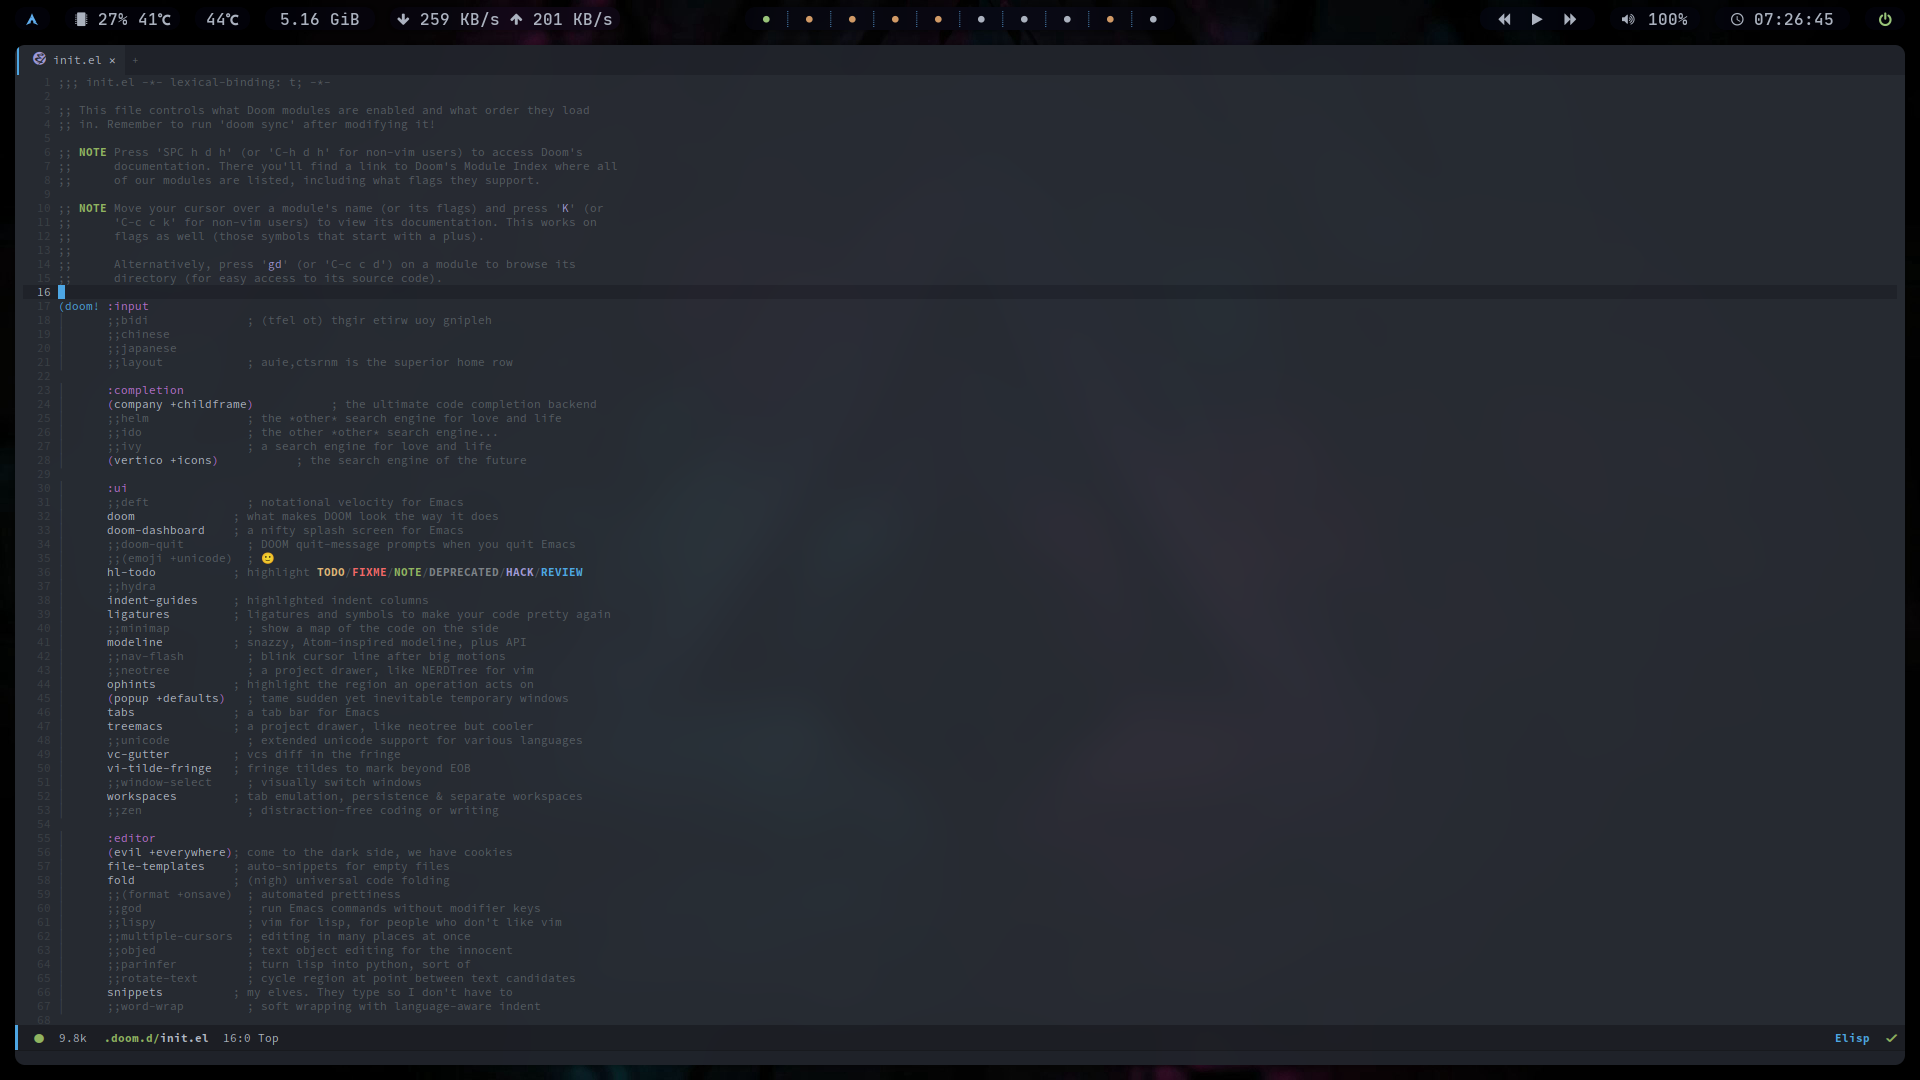 27% 41℃ 44℃ 5.16 GiB 259 KB/s 201 KB/s 100% 07:26:45
init.el × +
1 ;;; init.el -*- lexical-binding: t; -*-
2
3 ;; This file controls what Doom modules are enabled and what order they load
4 ;; in. Remember to run 'doom sync' after modifying it!
5
6 ;; NOTE Press 'SPC h d h' (or 'C-h d h' for non-vim users) to access Doom's
7 ;;      documentation. There you'll find a link to Doom's Module Index where all
8 ;;      of our modules are listed, including what flags they support.
9
10 ;; NOTE Move your cursor over a module's name (or its flags) and press 'K' (or
11 ;;      'C-c c k' for non-vim users) to view its documentation. This works on
12 ;;      flags as well (those symbols that start with a plus).
13 ;;
14 ;;      Alternatively, press 'gd' (or 'C-c c d') on a module to browse its
15 ;;      directory (for easy access to its source code).
16
17 (doom! :input
18        ;;bidi              ; (tfel ot) thgir etirw uoy gnipleh
19        ;;chinese
20        ;;japanese
21        ;;layout            ; auie,ctsrnm is the superior home row
22
23        :completion
24        (company +childframe)           ; the ultimate code completion backend
25        ;;helm              ; the *other* search engine for love and life
26        ;;ido               ; the other *other* search engine...
27        ;;ivy               ; a search engine for love and life
28        (vertico +icons)           ; the search engine of the future
29
30        :ui
31        ;;deft              ; notational velocity for Emacs
32        doom              ; what makes DOOM look the way it does
33        doom-dashboard    ; a nifty splash screen for Emacs
34        ;;doom-quit         ; DOOM quit-message prompts when you quit Emacs
35        ;;(emoji +unicode)  ; 🙂
36        hl-todo           ; highlight TODO/FIXME/NOTE/DEPRECATED/HACK/REVIEW
37        ;;hydra
38        indent-guides     ; highlighted indent columns
39        ligatures         ; ligatures and symbols to make your code pretty again
40        ;;minimap           ; show a map of the code on the side
41        modeline          ; snazzy, Atom-inspired modeline, plus API
42        ;;nav-flash         ; blink cursor line after big motions
43        ;;neotree           ; a project drawer, like NERDTree for vim
44        ophints           ; highlight the region an operation acts on
45        (popup +defaults)   ; tame sudden yet inevitable temporary windows
46        tabs              ; a tab bar for Emacs
47        treemacs          ; a project drawer, like neotree but cooler
48        ;;unicode           ; extended unicode support for various languages
49        vc-gutter         ; vcs diff in the fringe
50        vi-tilde-fringe   ; fringe tildes to mark beyond EOB
51        ;;window-select     ; visually switch windows
52        workspaces        ; tab emulation, persistence & separate workspaces
53        ;;zen               ; distraction-free coding or writing
54
55        :editor
56        (evil +everywhere); come to the dark side, we have cookies
57        file-templates    ; auto-snippets for empty files
58        fold              ; (nigh) universal code folding
59        ;;(format +onsave)  ; automated prettiness
60        ;;god               ; run Emacs commands without modifier keys
61        ;;lispy             ; vim for lisp, for people who don't like vim
62        ;;multiple-cursors  ; editing in many places at once
63        ;;objed             ; text object editing for the innocent
64        ;;parinfer          ; turn lisp into python, sort of
65        ;;rotate-text       ; cycle region at point between text candidates
66        snippets          ; my elves. They type so I don't have to
67        ;;word-wrap         ; soft wrapping with language-aware indent
68
9.8k .doom.d/init.el 16:0 Top Elisp